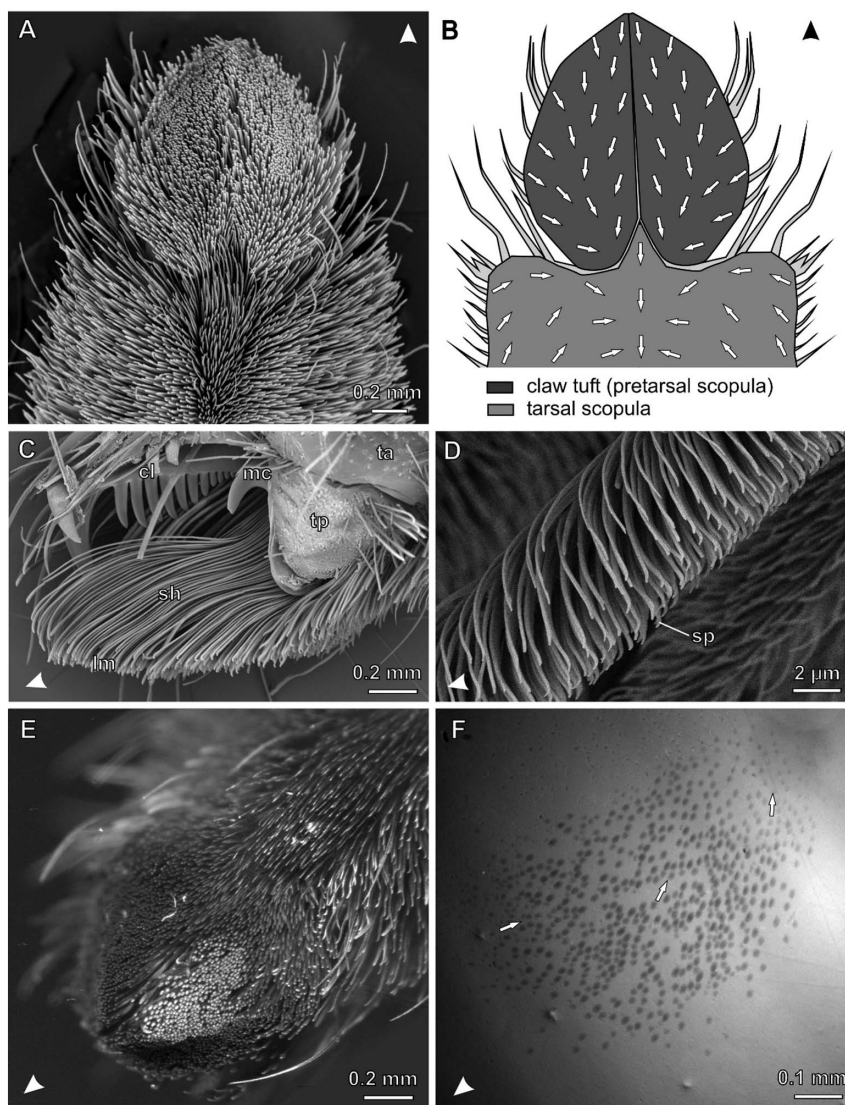 A
0.2 mm
B
claw tuft (pretarsal scopula)
tarsal scopula
C
cl
mc
ta
tp
sh
lm
0.2 mm
D
sp
2 µm
E
0.2 mm
F
0.1 mm